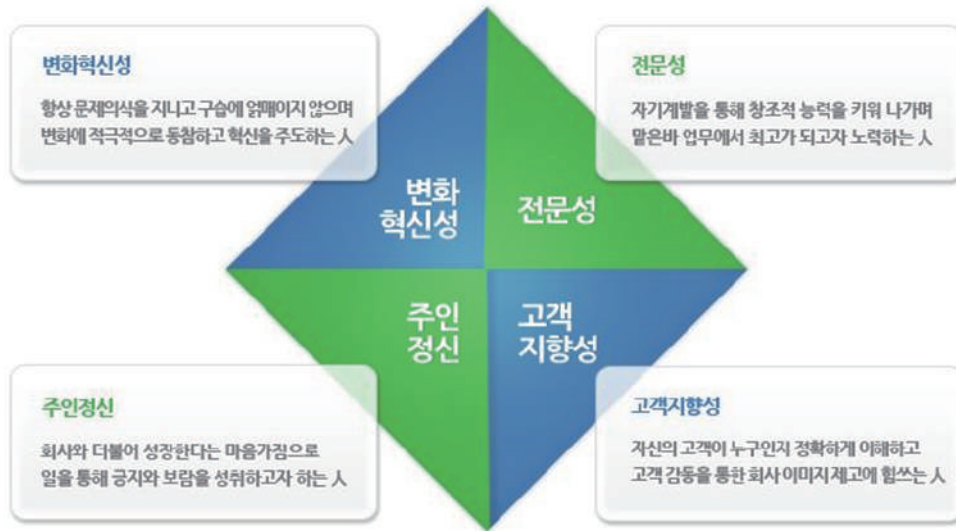 변화혁신성
항상 문제의식을 지니고 구습에 얽매이지 않으며
변화에 적극적으로 동참하고 혁신을 주도하는 人
전문성
자기계발을 통해 창조적 능력을 키워 나가며
맡은바 업무에서 최고가 되고자 노력하는 人
변화
혁신성
전문성
주인
정신
고객
지향성
주인정신
회사와 더불어 성장한다는 마음가짐으로
일을 통해 긍지와 보람을 성취하고자 하는 人
고객지향성
자신의 고객이 누구인지 정확하게 이해하고
고객 감동을 통한 회사 이미지 제고에 힘쓰는 人